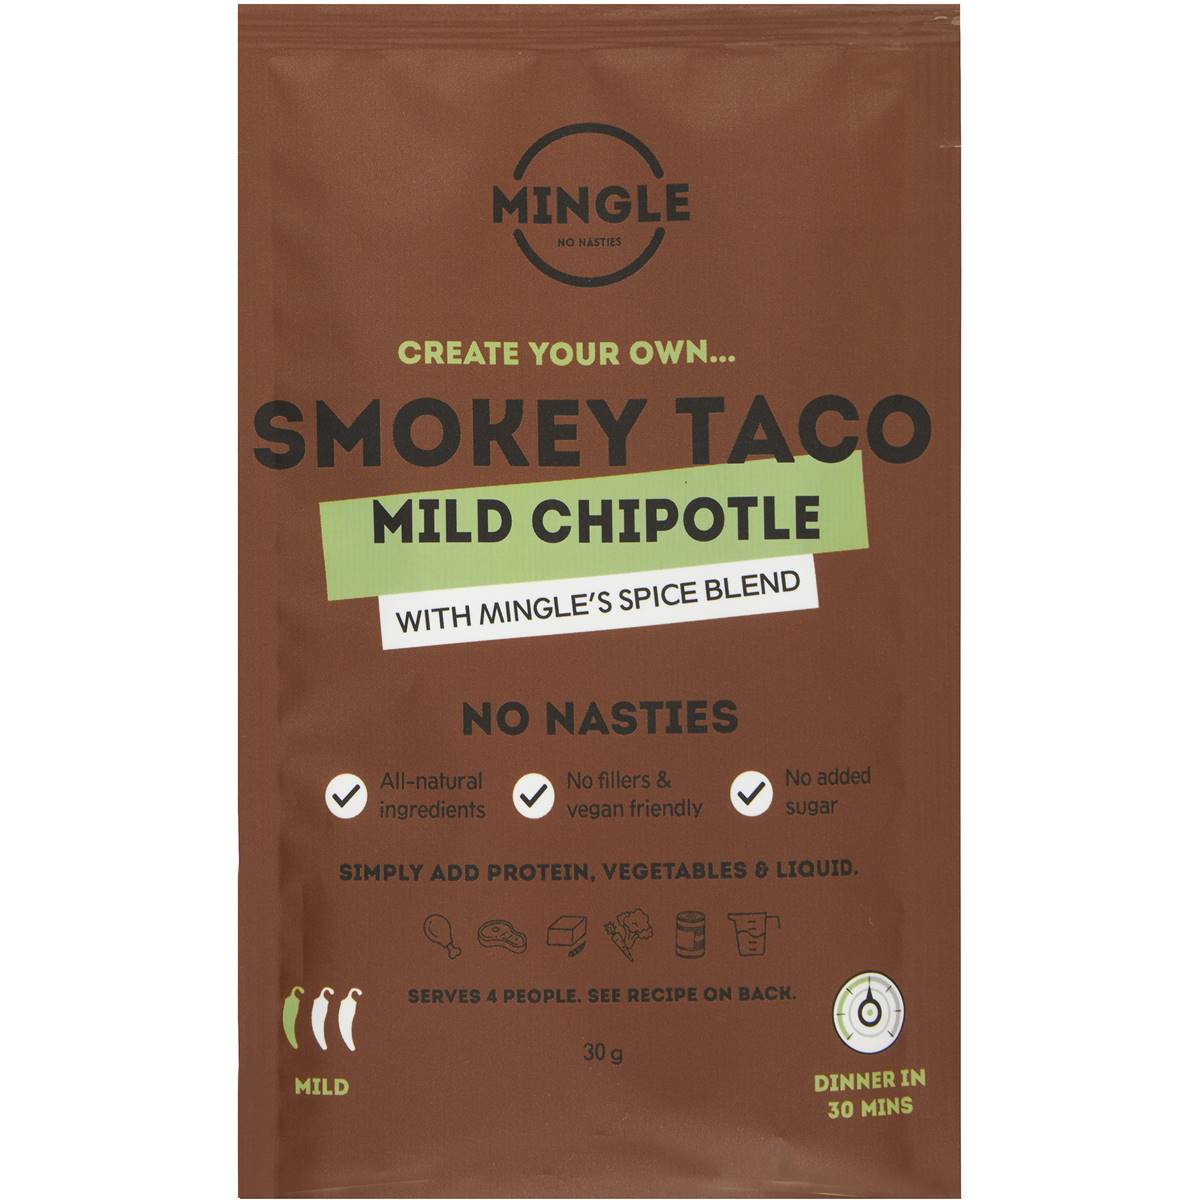 MINGLE
NO NASTIES
CREATE YOUR OWN...
SMOKEY TACO
MILD CHIPOTLE
WITH MINGLE'S SPICE BLEND
NO NASTIES
All-natural ingredients
No fillers & vegan friendly
No added sugar
SIMPLY ADD PROTEIN, VEGETABLES & LIQUID.
SERVES 4 PEOPLE. SEE RECIPE ON BACK.
30 g
MILD
DINNER IN
30 MINS